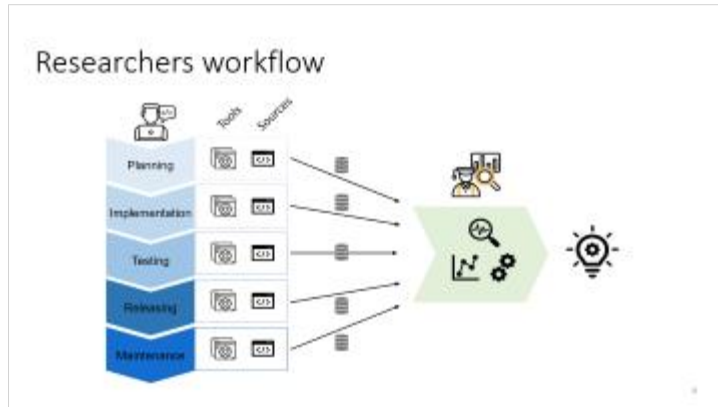 Researchers workflow
Tools
Sources
Planning
Implementation
Testing
Releasing
Maintenance